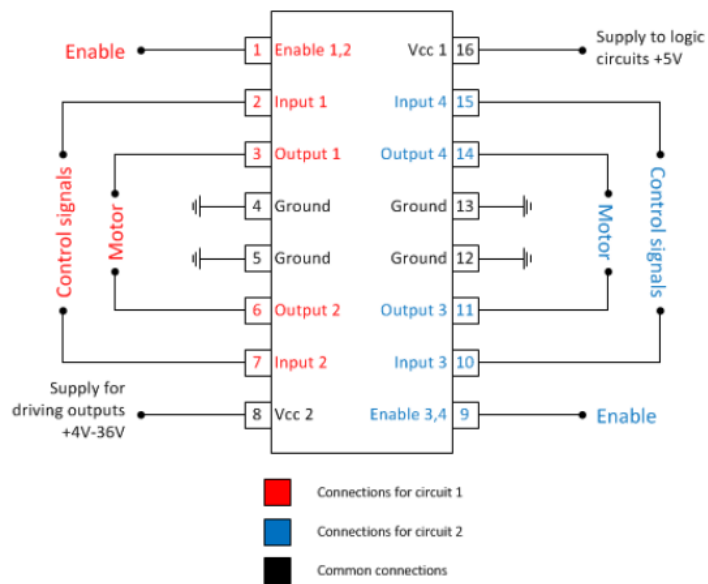 Enable
1 Enable 1,2
Vcc 1 16
Supply to logic
circuits +5V
2 Input 1
Input 4 15
3 Output 1
Output 4 14
Control signals
Motor
4 Ground
Ground 13
5 Ground
Ground 12
Motor
Control signals
6 Output 2
Output 3 11
7 Input 2
Input 3 10
Supply for
driving outputs
+4V-36V
8 Vcc 2
Enable 3,4 9
Enable
Connections for circuit 1
Connections for circuit 2
Common connections